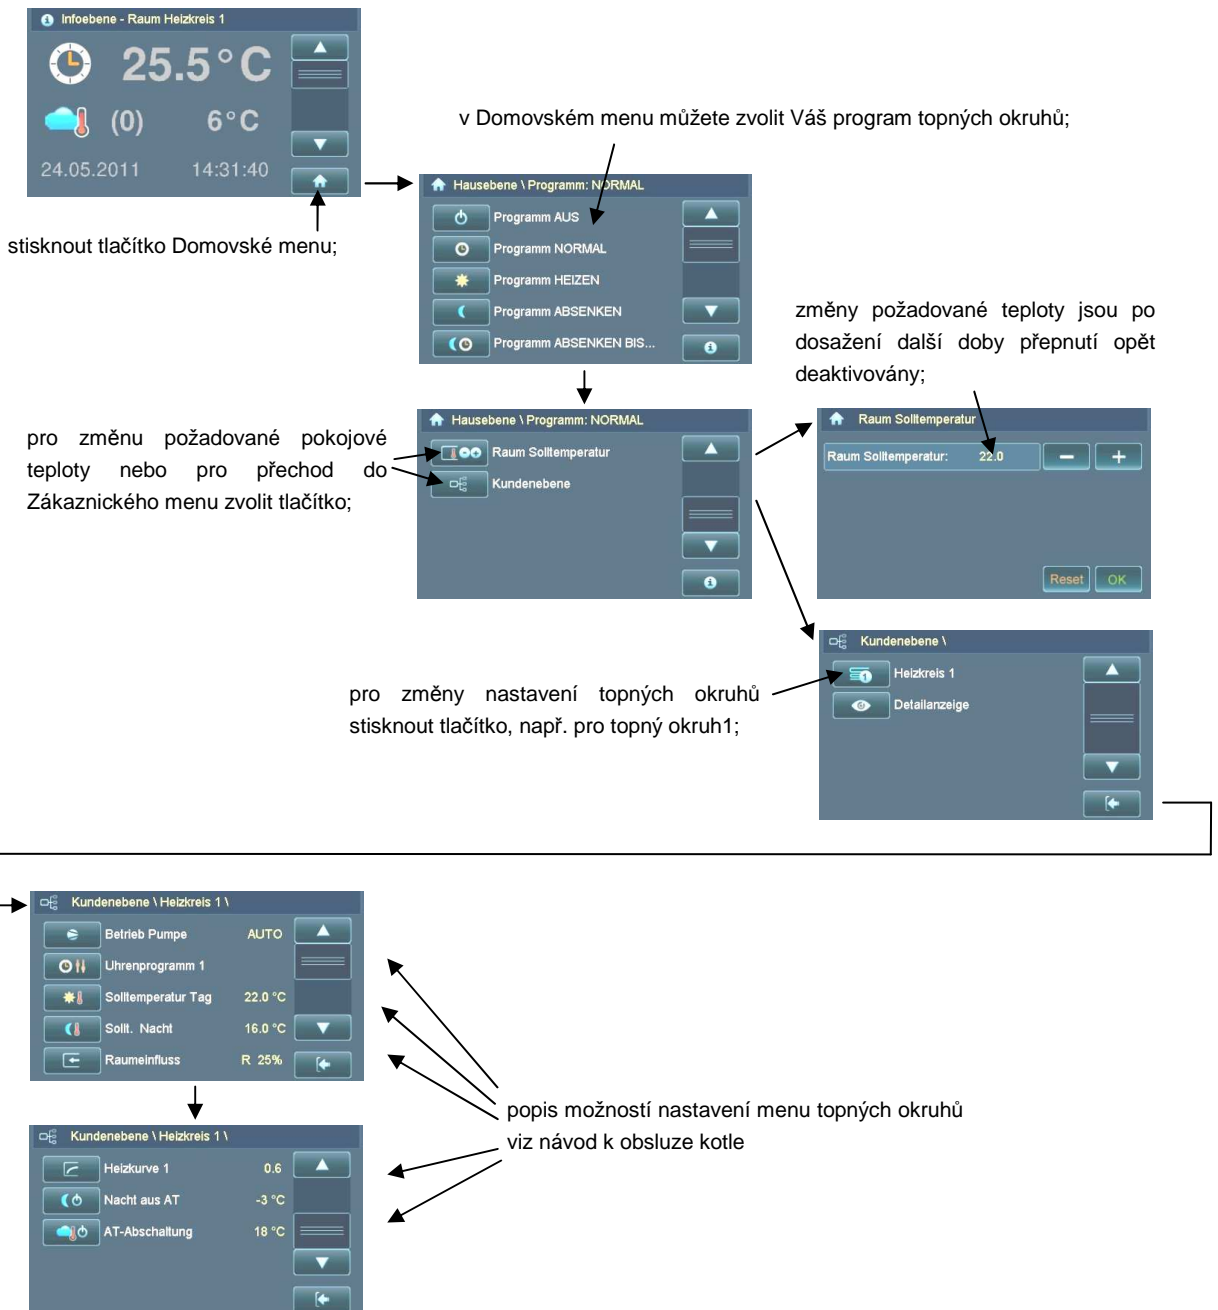 Infoebene - Raum Heizkreis 1
25.5°C
(0) 6°C
24.05.2011 14:31:40
stisknout tlačítko Domovské menu;
v Domovském menu můžete zvolit Váš program topných okruhů;
Hausebene \ Programm: NORMAL
Programm AUS
Programm NORMAL
Programm HEIZEN
Programm ABSENKEN
Programm ABSENKEN BIS...
změny požadované teploty jsou po
dosažení další doby přepnutí opět
deaktivovány;
pro změnu požadované pokojové
teploty nebo pro přechod do
Zákaznického menu zvolit tlačítko;
Hausebene \ Programm: NORMAL
Raum Solltemperatur
Kundenebene
Raum Solltemperatur
Raum Solltemperatur: 22.0 − +
Reset OK
pro změny nastavení topných okruhů
stisknout tlačítko, např. pro topný okruh1;
Kundenebene \
Heizkreis 1
Detailanzeige
Kundenebene \ Heizkreis 1 \
Betrieb Pumpe AUTO
Uhrenprogramm 1
Solltemperatur Tag 22.0 °C
Sollt. Nacht 16.0 °C
Raumeinfluss R 25%
popis možností nastavení menu topných okruhů
viz návod k obsluze kotle
Kundenebene \ Heizkreis 1 \
Heizkurve 1 0.6
Nacht aus AT -3 °C
AT-Abschaltung 18 °C